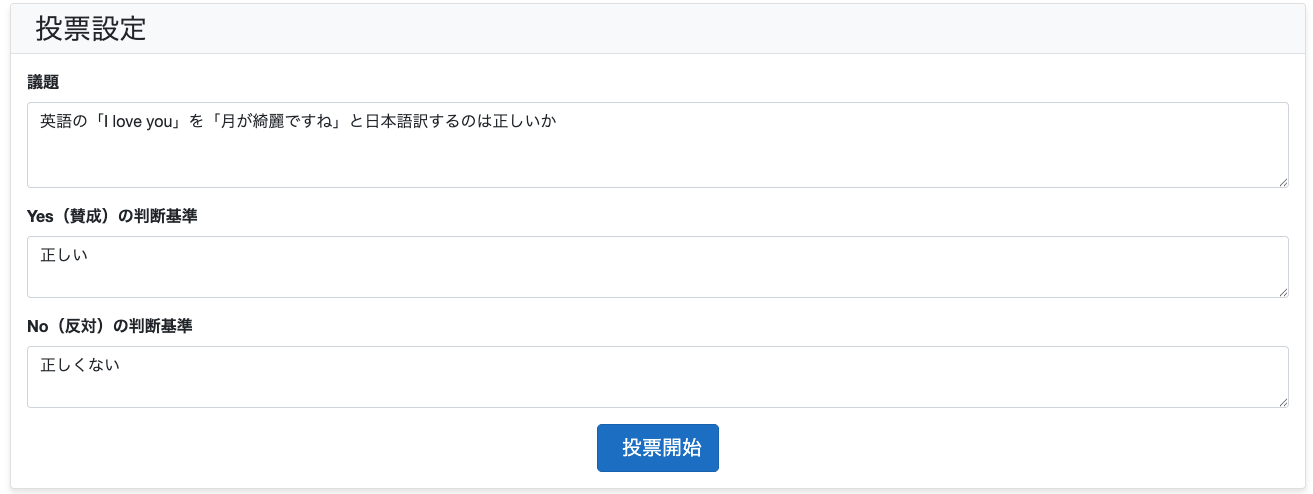 投票設定
議題
英語の「I love you」を「月が綺麗ですね」と日本語訳するのは正しいか
Yes（賛成）の判断基準
正しい
No（反対）の判断基準
正しくない
投票開始